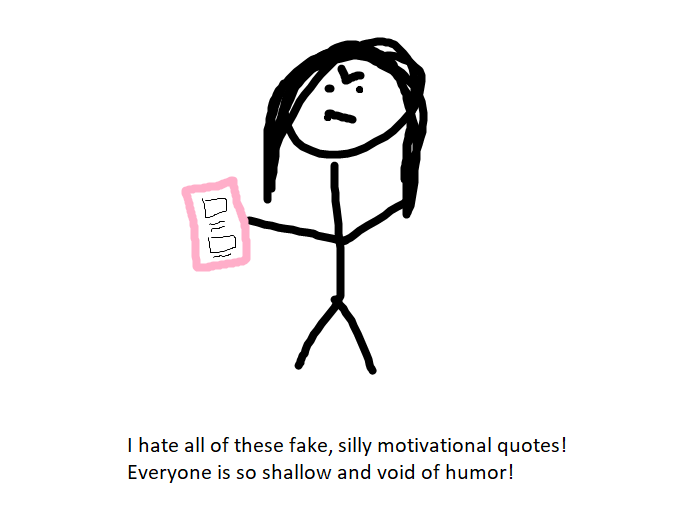 I hate all of these fake, silly motivational quotes!
Everyone is so shallow and void of humor!